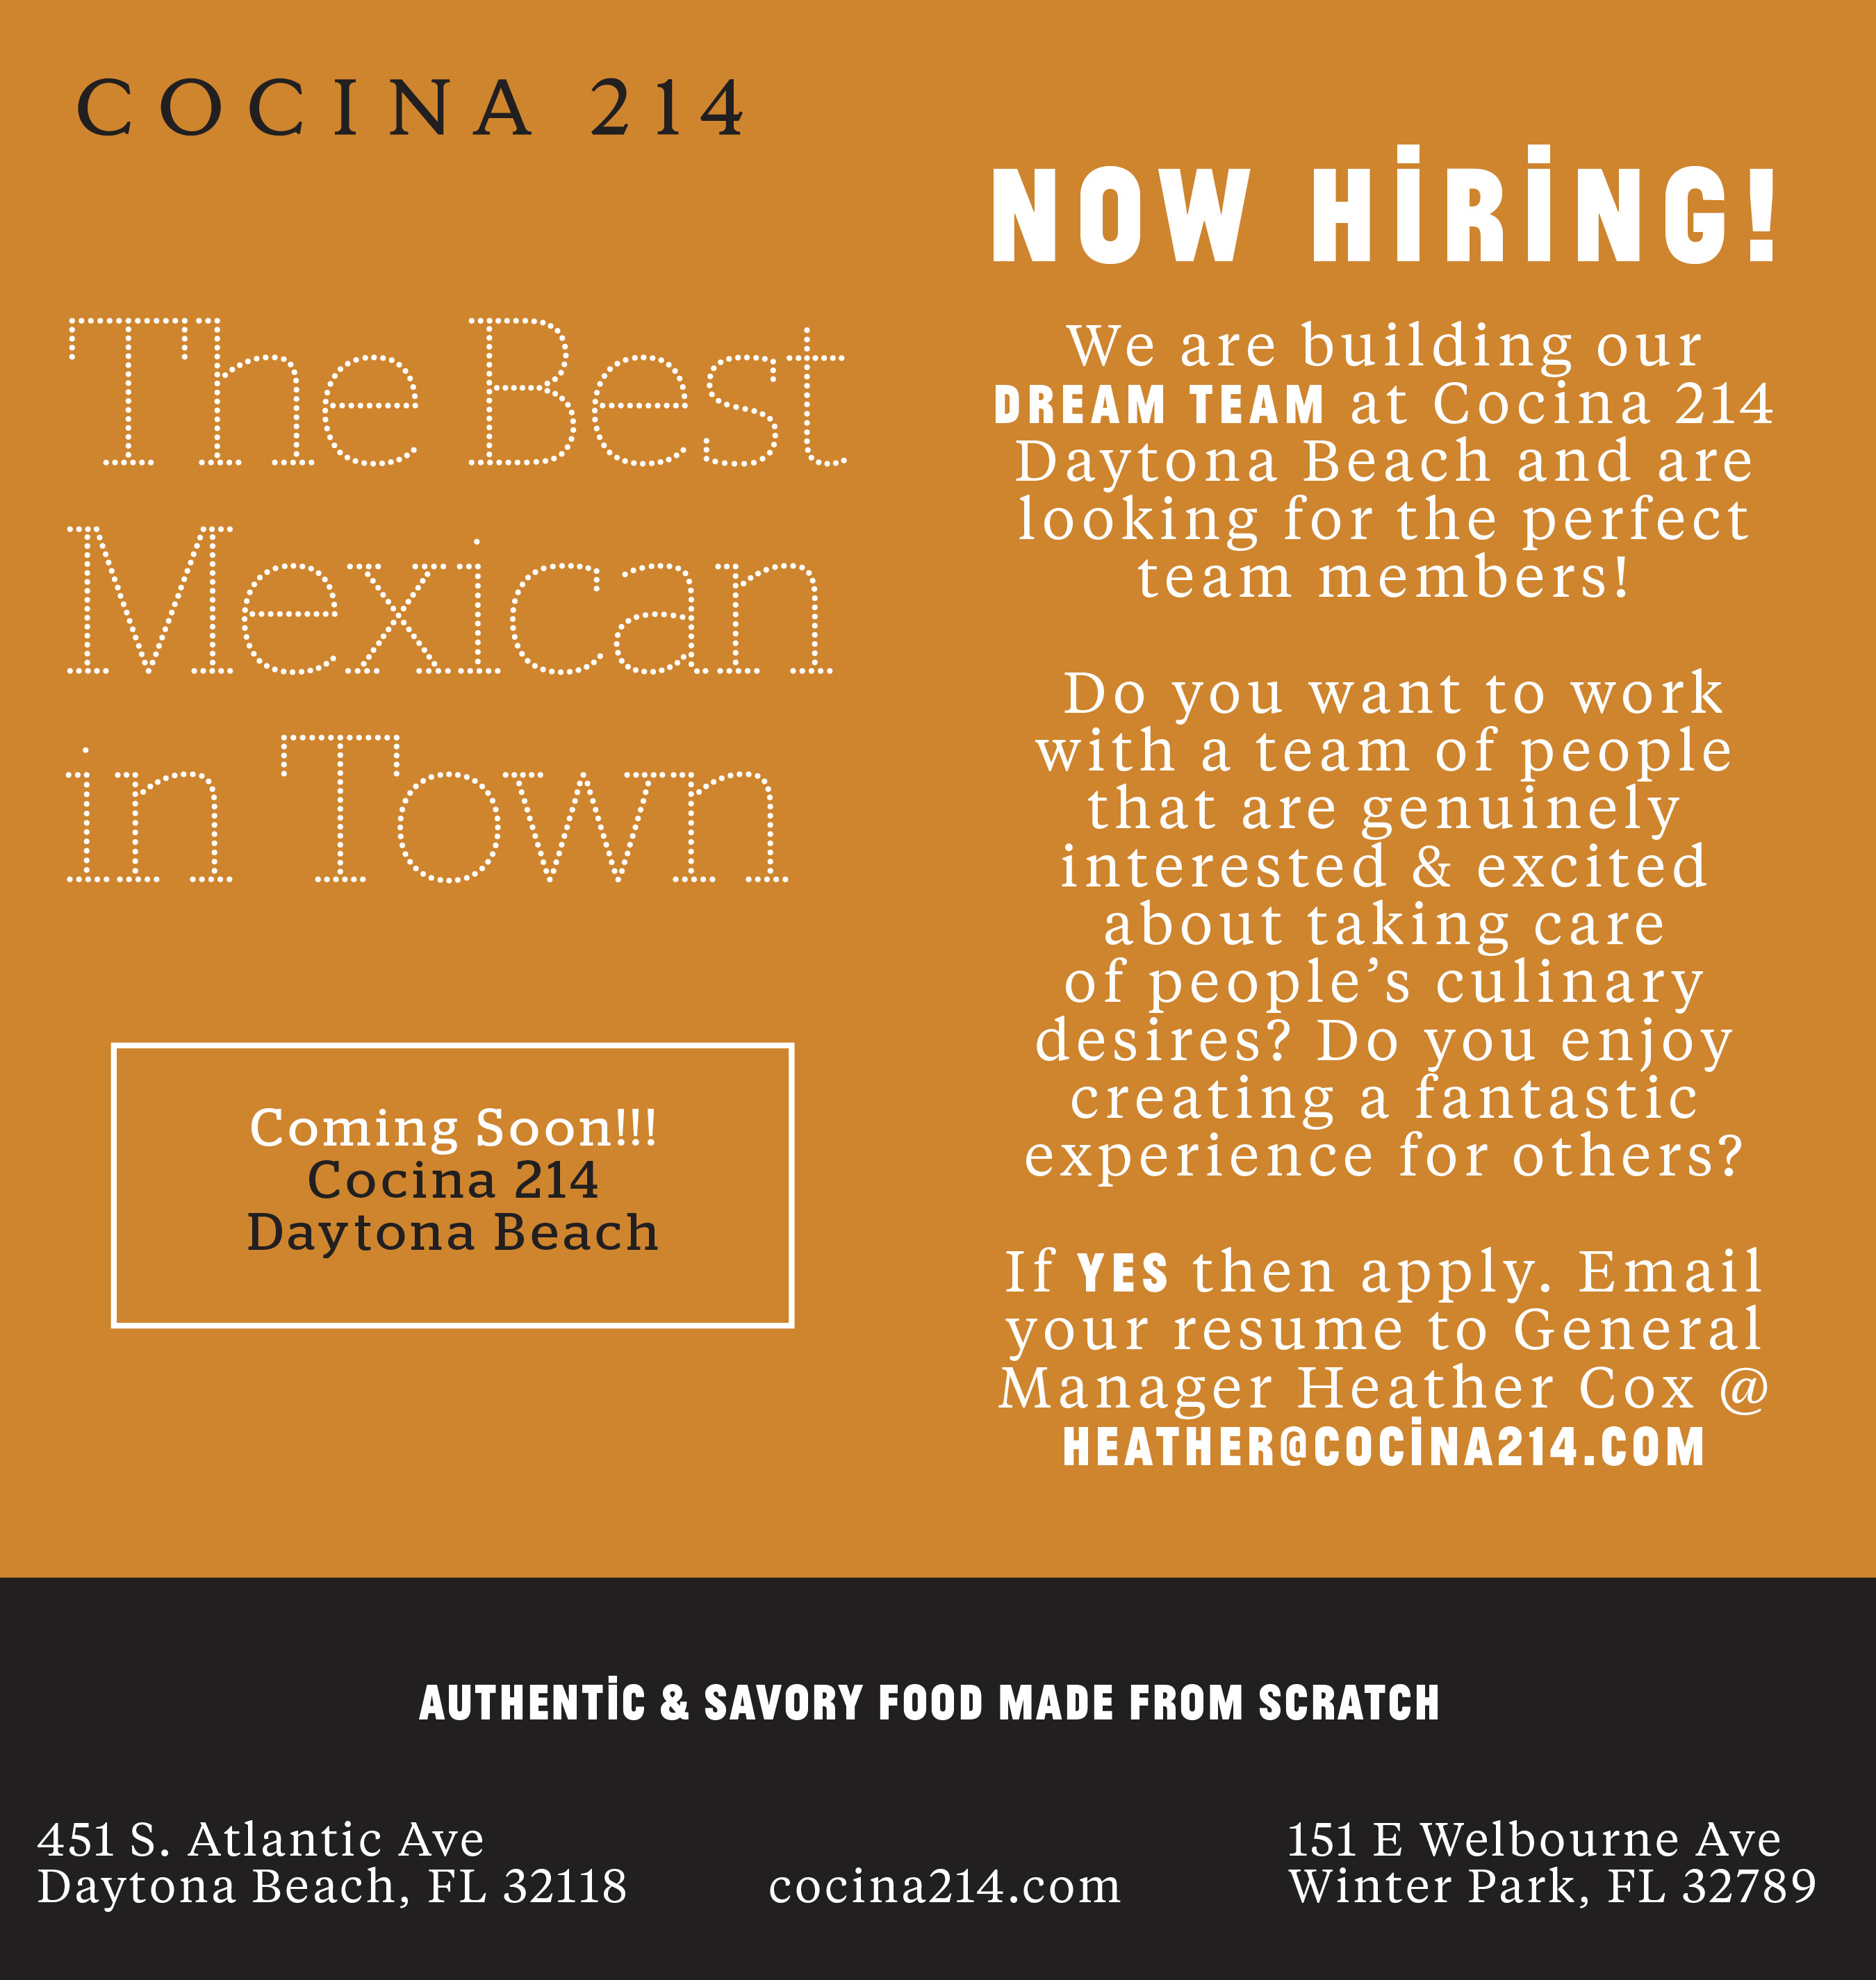 COCINA 214
The Best
Mexican
in Town
Coming Soon!!!
Cocina 214
Daytona Beach
NOW HiRiNG!
We are building our
DREAM TEAM at Cocina 214
Daytona Beach and are
looking for the perfect
team members!
Do you want to work
with a team of people
that are genuinely
interested & excited
about taking care
of people’s culinary
desires? Do you enjoy
creating a fantastic
experience for others?
If YES then apply. Email
your resume to General
Manager Heather Cox @
HEATHER@COCiNA214.COM
AUTHENTiC & SAVORY FOOD MADE FROM SCRATCH
451 S. Atlantic Ave
Daytona Beach, FL 32118
cocina214.com
151 E Welbourne Ave
Winter Park, FL 32789